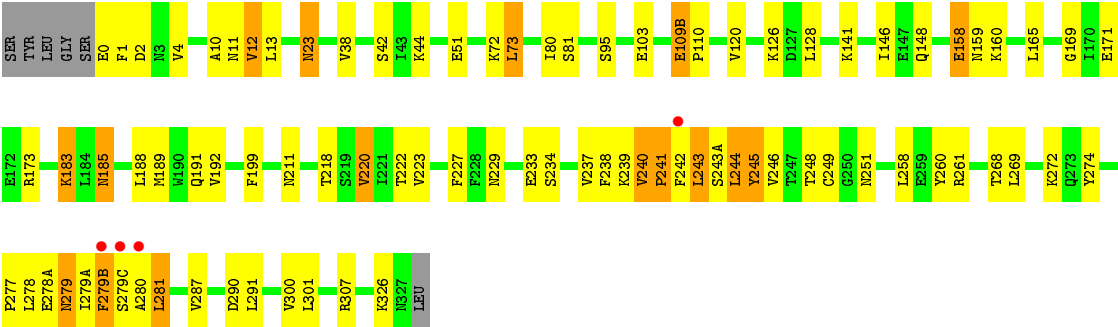 SER TYR LEU GLY SER E0 F1 D2 N3 V4 A10 N11 V12 L13 N23 V38 S42 I43 K44 E51 K72 L73 I80 S81 S95 E103 E109B P110 V120 K126 D127 L128 K141 I146 E147 Q148 E158 N159 K160 L165 G169 I170 E171
E172 R173 K183 L184 N185 L188 M189 W190 Q191 V192 F199 N211 T218 S219 V220 I221 T222 V223 F227 F228 N229 E233 S234 V237 F238 K239 V240 P241 F242 L243 S243A L244 Y245 V246 T247 T248 C249 G250 N251 L258 E259 Y260 R261 T268 L269 K272 Q273 Y274
P277 L278 E278A N279 I279A F279B S279C A280 L281 V287 D290 L291 V300 L301 R307 K326 N327 LEU